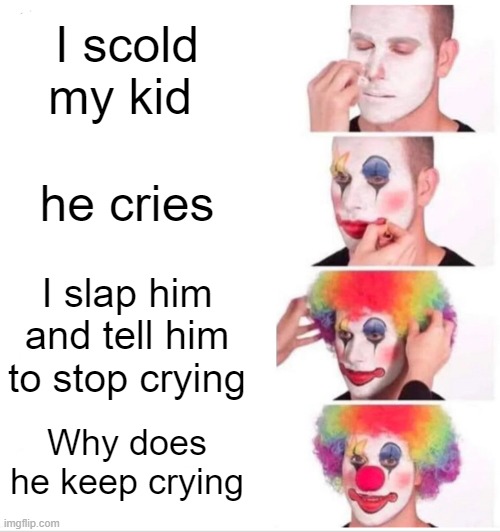 I scold
my kid
he cries
I slap him
and tell him
to stop crying
Why does
he keep crying
imgflip.com